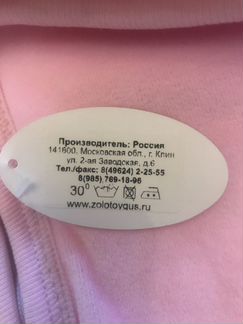 Производитель: Россия
141600, Московская обл., г. Клин
ул. 2-ая Заводская, д.6
Тел./факс: 8(49624) 2-25-55
8(985) 769-18-96
30°
www.zolotoygus.ru